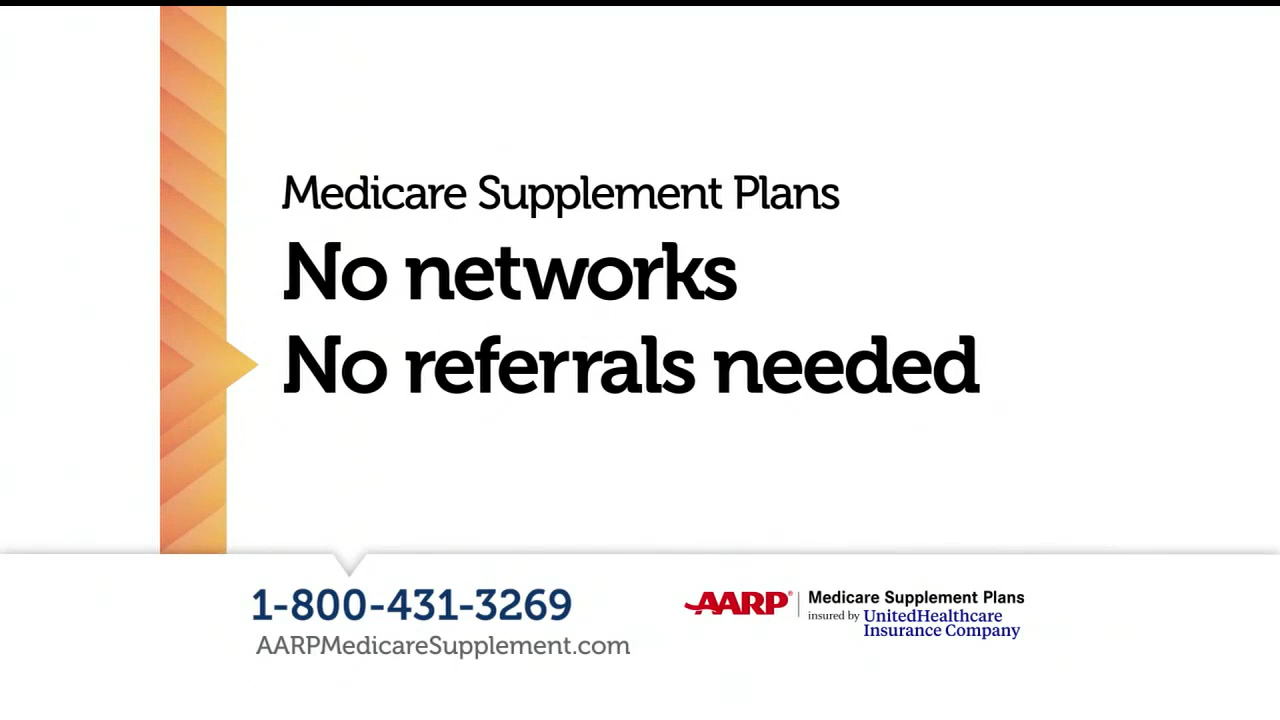 Medicare Supplement Plans
No networks
No referrals needed
1-800-431-3269
AARPMedicareSupplement.com
AARP®
Medicare Supplement Plans
insured by UnitedHealthcare
Insurance Company